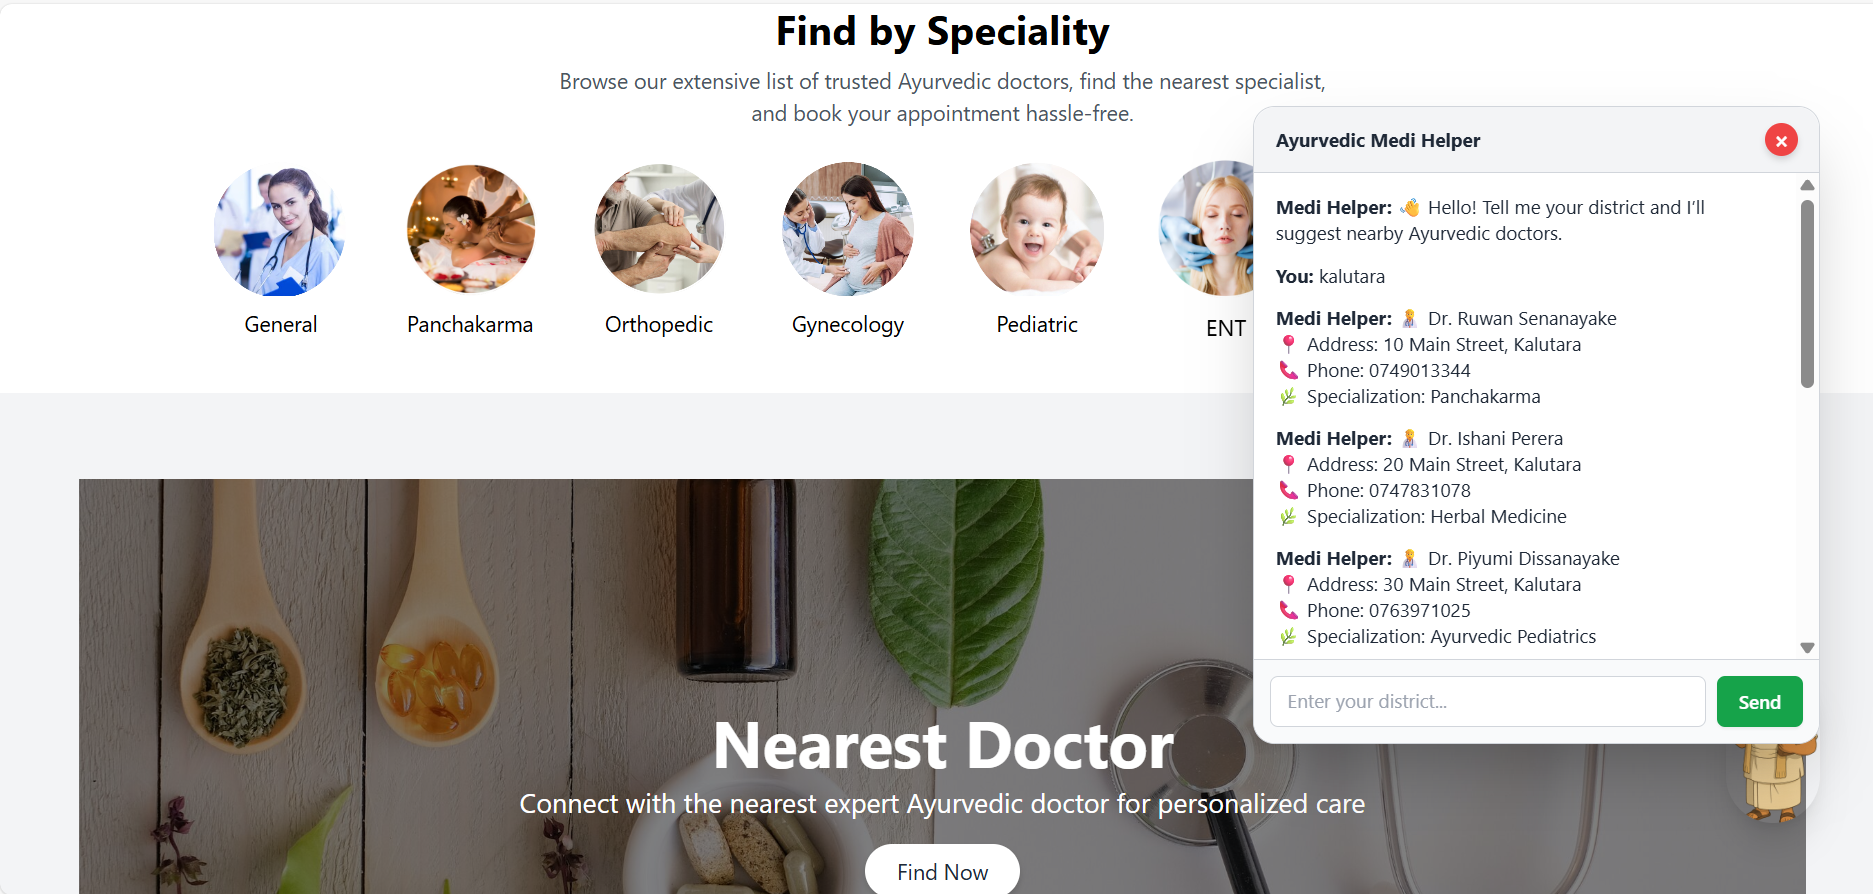 Find by Speciality
Browse our extensive list of trusted Ayurvedic doctors, find the nearest specialist,
and book your appointment hassle-free.
General
Panchakarma
Orthopedic
Gynecology
Pediatric
ENT
Nearest Doctor
Connect with the nearest expert Ayurvedic doctor for personalized care
Find Now
Ayurvedic Medi Helper
Medi Helper: 👋 Hello! Tell me your district and I’ll
suggest nearby Ayurvedic doctors.
You: kalutara
Medi Helper: Dr. Ruwan Senanayake
📍 Address: 10 Main Street, Kalutara
📞 Phone: 0749013344
🌿 Specialization: Panchakarma
Medi Helper: Dr. Ishani Perera
📍 Address: 20 Main Street, Kalutara
📞 Phone: 0747831078
🌿 Specialization: Herbal Medicine
Medi Helper: Dr. Piyumi Dissanayake
📍 Address: 30 Main Street, Kalutara
📞 Phone: 0763971025
🌿 Specialization: Ayurvedic Pediatrics
Enter your district...
Send